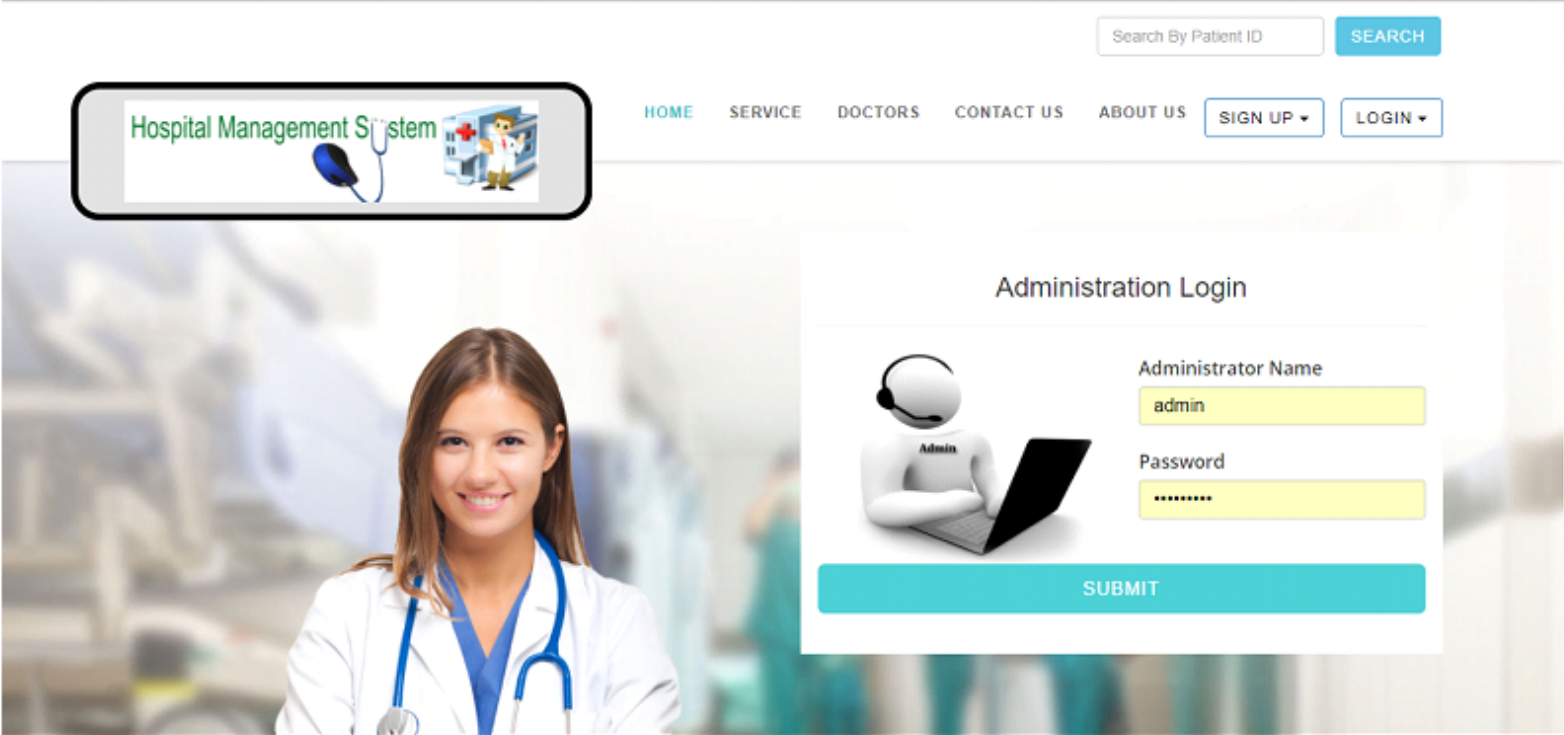 Search By Patient ID
SEARCH
Hospital Management System
HOME
SERVICE
DOCTORS
CONTACT US
ABOUT US
SIGN UP
LOGIN
Administration Login
Administrator Name
admin
Admin
Password
•••••••••
SUBMIT